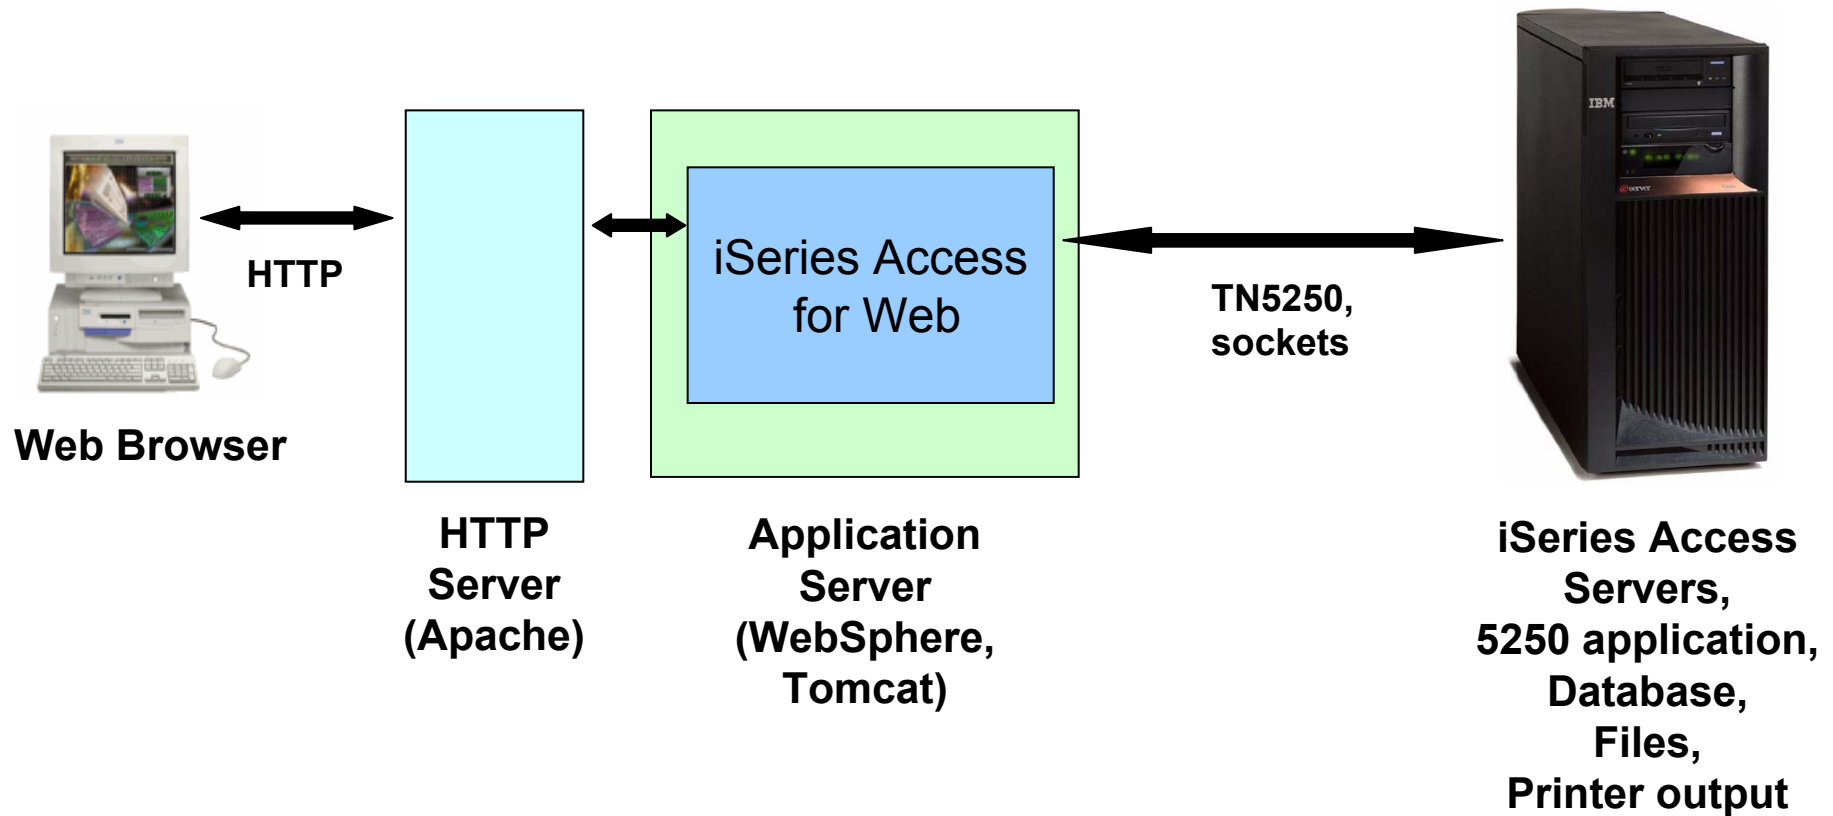 HTTP
Web Browser
HTTP
Server
(Apache)
iSeries Access
for Web
Application
Server
(WebSphere,
Tomcat)
TN5250,
sockets
IBM
server
iSeries Access
Servers,
5250 application,
Database,
Files,
Printer output